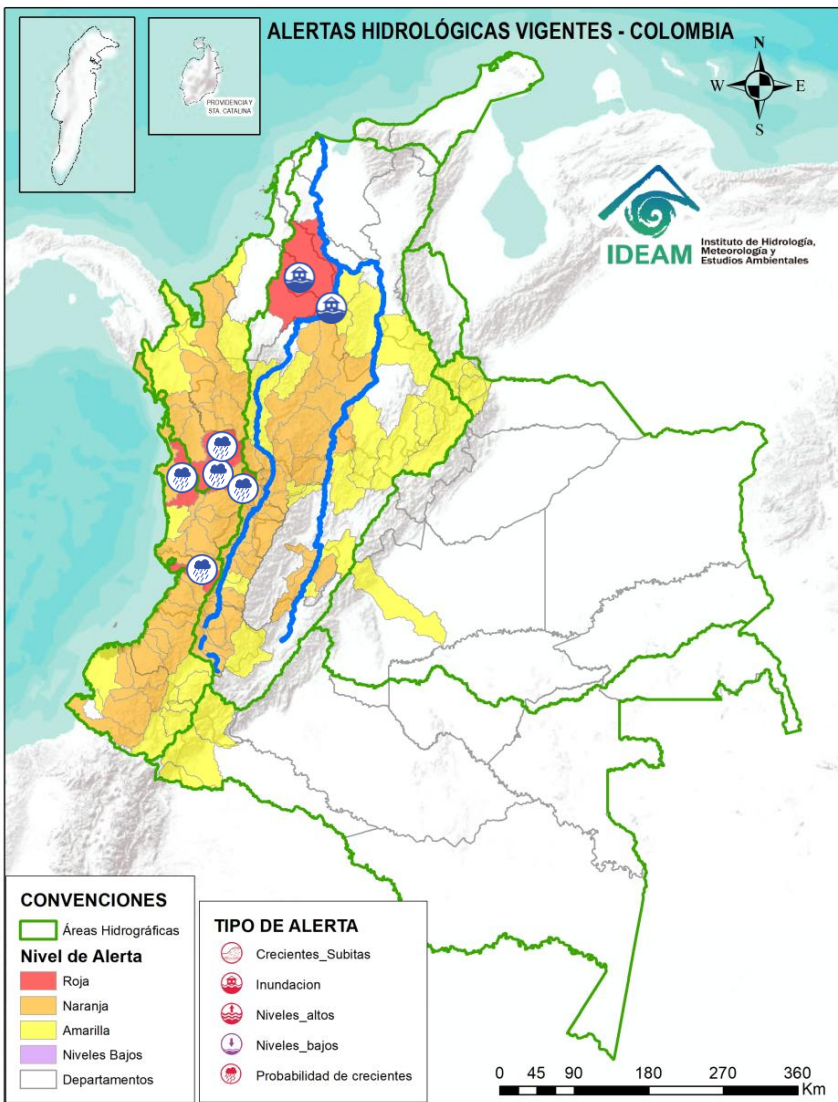 ALERTAS HIDROLÓGICAS VIGENTES - COLOMBIA
PROVIDENCIA Y
STA. CATALINA
N
W
E
S
IDEAM
Instituto de Hidrología,
Meteorología y
Estudios Ambientales
CONVENCIONES
Áreas Hidrográficas
Nivel de Alerta
Roja
Naranja
Amarilla
Niveles Bajos
Departamentos
TIPO DE ALERTA
Crecientes_Subitas
Inundacion
Niveles_altos
Niveles_bajos
Probabilidad de crecientes
0 45 90 180 270 360
Km